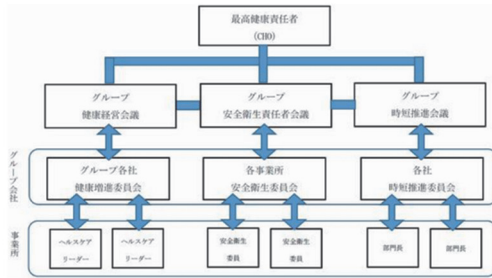 最高健康責任者
(CHO)
グループ
健康経営会議
グループ
安全衛生責任者会議
グループ
時短推進会議
グループ会社
グループ各社
健康増進委員会
各事業所
安全衛生委員会
各社
時短推進委員会
事業所
ヘルスケア
リーダー
ヘルスケア
リーダー
安全衛生
委員
安全衛生
委員
部門長
部門長